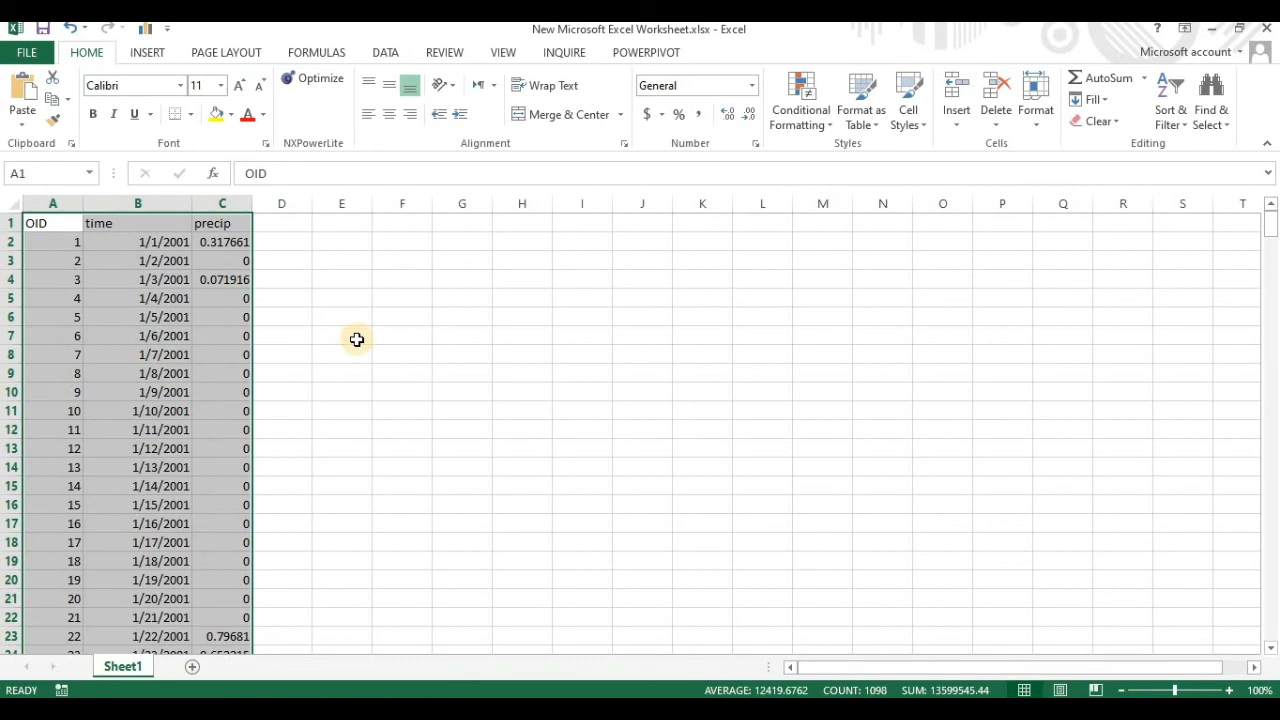 New Microsoft Excel Worksheet.xlsx - Excel
?
FILE HOME INSERT PAGE LAYOUT FORMULAS DATA REVIEW VIEW INQUIRE POWERPIVOT Microsoft account
Paste
Calibri 11
B I U
Optimize
Wrap Text
Merge & Center
General
$ %
Conditional Formatting
Format as Table
Cell Styles
Insert Delete Format
AutoSum
Fill
Clear
Sort & Filter
Find & Select
Clipboard Font NXPowerLite Alignment Number Styles Cells Editing
A1 fx OID
A B C D E F G H I J K L M N O P Q R S T
1 OID time precip
2 1 1/1/2001 0.317661
3 2 1/2/2001 0
4 3 1/3/2001 0.071916
5 4 1/4/2001 0
6 5 1/5/2001 0
7 6 1/6/2001 0
8 7 1/7/2001 0
9 8 1/8/2001 0
10 9 1/9/2001 0
11 10 1/10/2001 0
12 11 1/11/2001 0
13 12 1/12/2001 0
14 13 1/13/2001 0
15 14 1/14/2001 0
16 15 1/15/2001 0
17 16 1/16/2001 0
18 17 1/17/2001 0
19 18 1/18/2001 0
20 19 1/19/2001 0
21 20 1/20/2001 0
22 21 1/21/2001 0
23 22 1/22/2001 0.79681
Sheet1
READY AVERAGE: 12419.6762 COUNT: 1098 SUM: 13599545.44 100%